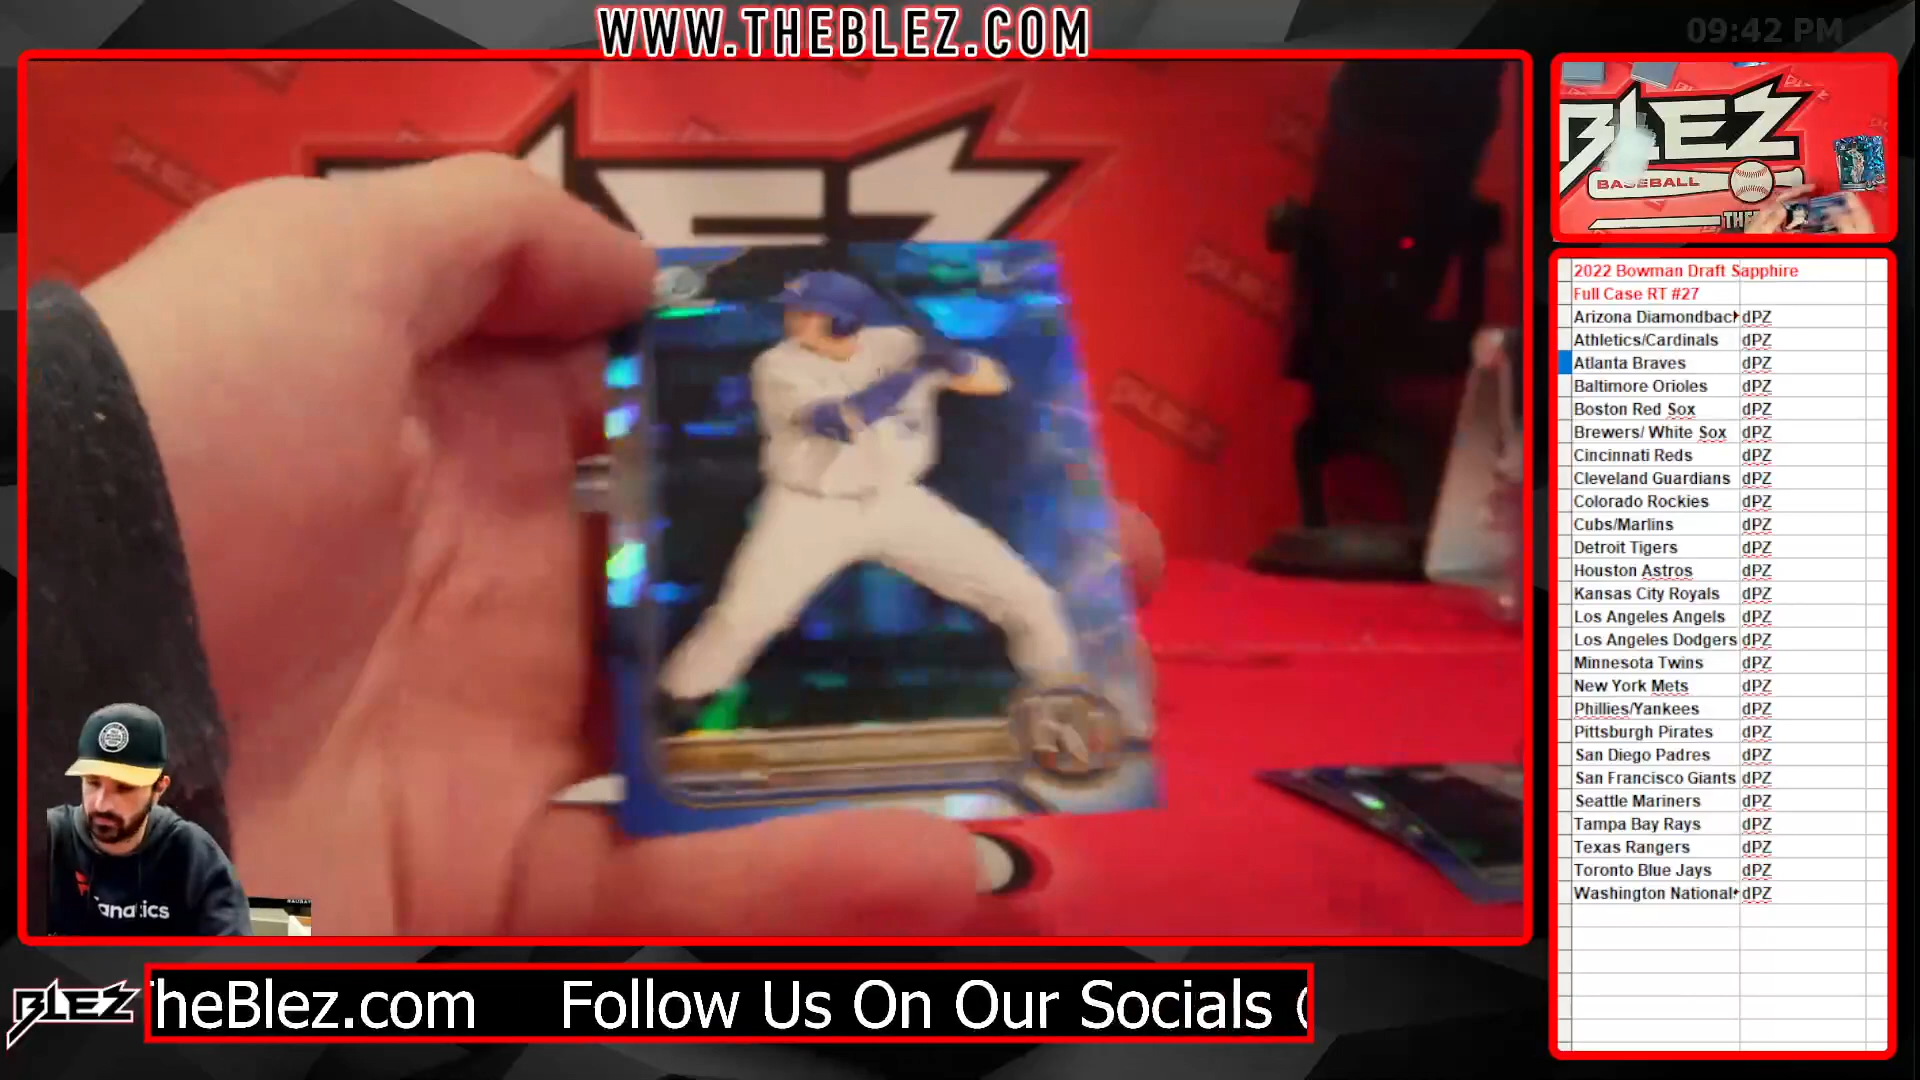 WWW.THEBLEZ.COM
09:42 PM
BLEZ
BASEBALL
THE
2022 Bowman Draft Sapphire
Full Case RT #27
Arizona Diamondback dPZ
Athletics/Cardinals dPZ
Atlanta Braves dPZ
Baltimore Orioles dPZ
Boston Red Sox dPZ
Brewers/ White Sox dPZ
Cincinnati Reds dPZ
Cleveland Guardians dPZ
Colorado Rockies dPZ
Cubs/Marlins dPZ
Detroit Tigers dPZ
Houston Astros dPZ
Kansas City Royals dPZ
Los Angeles Angels dPZ
Los Angeles Dodgers dPZ
Minnesota Twins dPZ
New York Mets dPZ
Phillies/Yankees dPZ
Pittsburgh Pirates dPZ
San Diego Padres dPZ
San Francisco Giants dPZ
Seattle Mariners dPZ
Tampa Bay Rays dPZ
Texas Rangers dPZ
Toronto Blue Jays dPZ
Washington National dPZ
anatics
BLEZ
heBlez.com Follow Us On Our Socials